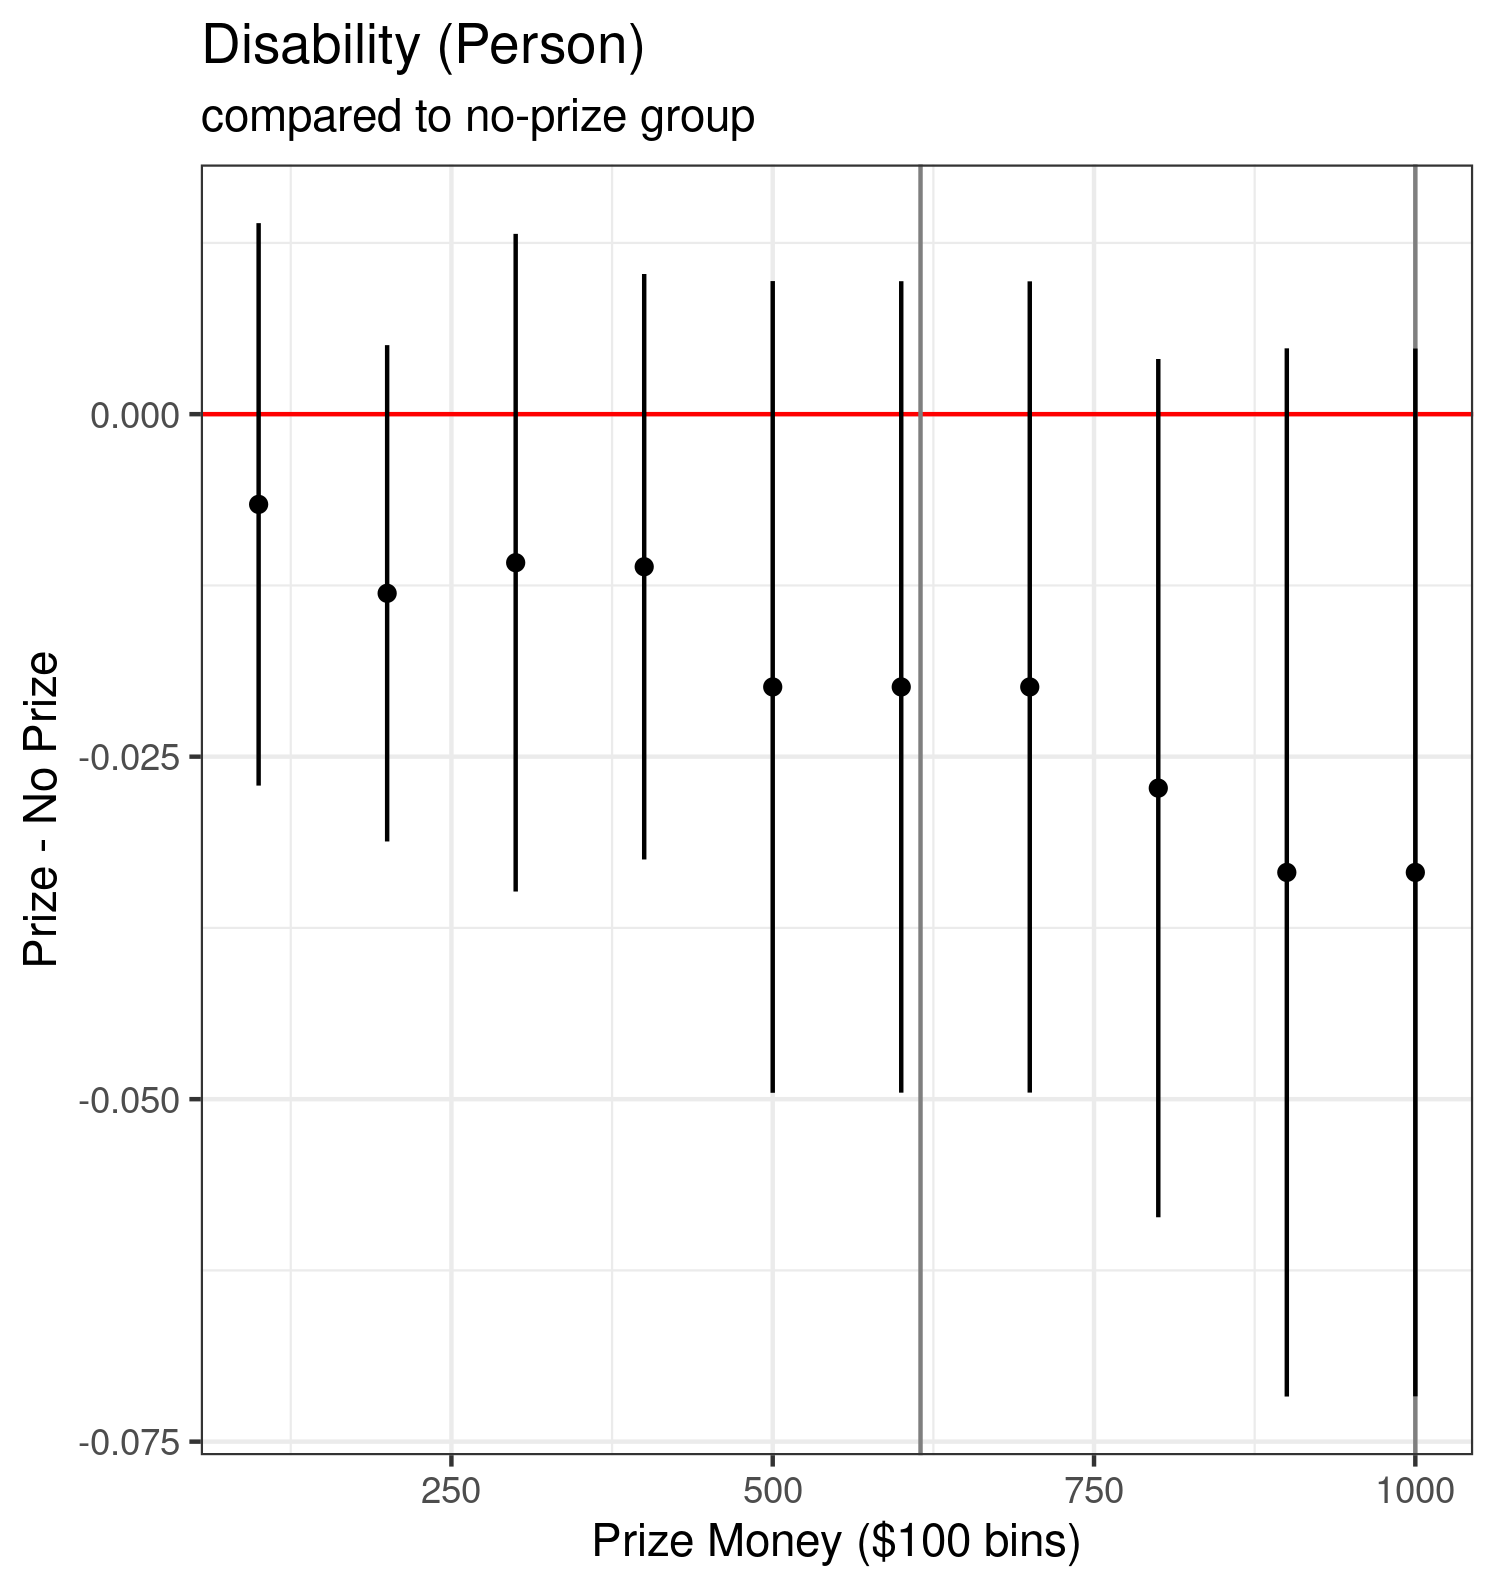 Disability (Person)
compared to no-prize group
0.000
-0.025
-0.050
-0.075
Prize - No Prize
250
500
750
1000
Prize Money ($100 bins)